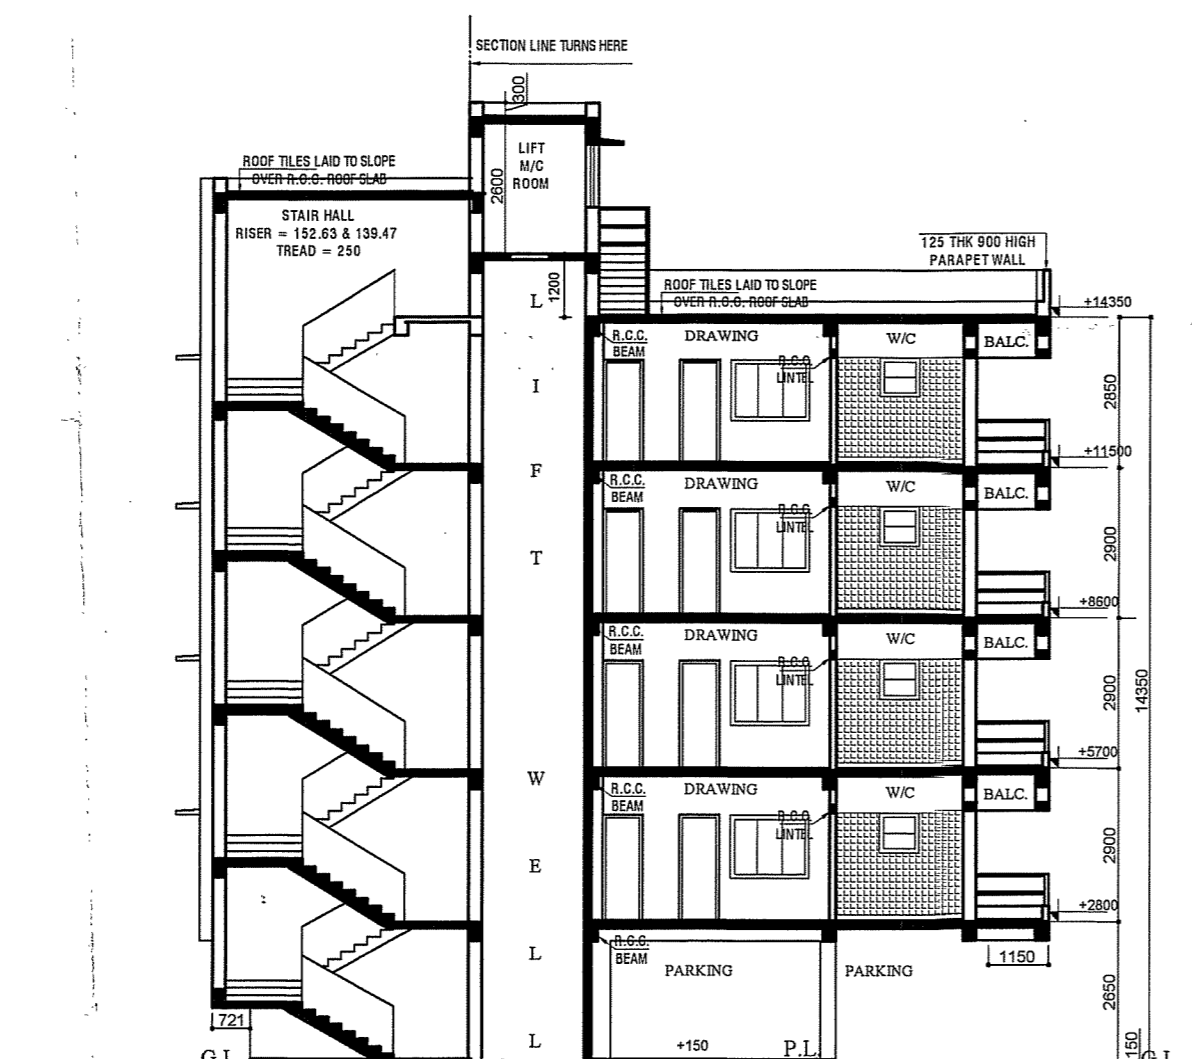 SECTION LINE TURNS HERE
300
LIFT
M/C
ROOM
2600
ROOF TILES LAID TO SLOPE
OVER R.C.C. ROOF SLAB
STAIR HALL
RISER = 152.63 & 139.47
TREAD = 250
125 THK 900 HIGH
PARAPET WALL
1200
ROOF TILES LAID TO SLOPE
OVER R.C.C. ROOF SLAB
+14350
L
I
F
T
W
E
L
L
R.C.C.
BEAM
DRAWING
R.C.C.
LINTEL
W/C
BALC.
2850
+11500
R.C.C.
BEAM
DRAWING
R.C.C.
LINTEL
W/C
BALC.
2900
+8600
R.C.C.
BEAM
DRAWING
R.C.C.
LINTEL
W/C
BALC.
2900
14350
+5700
R.C.C.
BEAM
DRAWING
R.C.C.
LINTEL
W/C
BALC.
2900
+2800
R.C.C.
BEAM
PARKING
PARKING
1150
2650
721
+150
P.L.
150
G.L
G.L